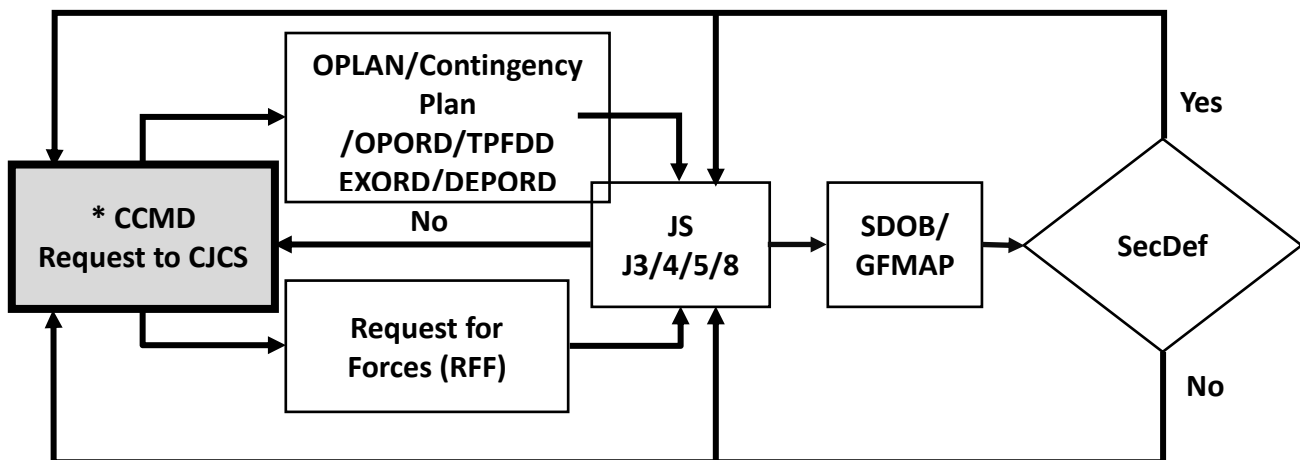 OPLAN/Contingency
Plan
/OPORD/TPFDD
EXORD/DEPORD
Yes
* CCMD
Request to CJCS
No
JS
J3/4/5/8
SDOB/
GFMAP
SecDef
Request for
Forces (RFF)
No